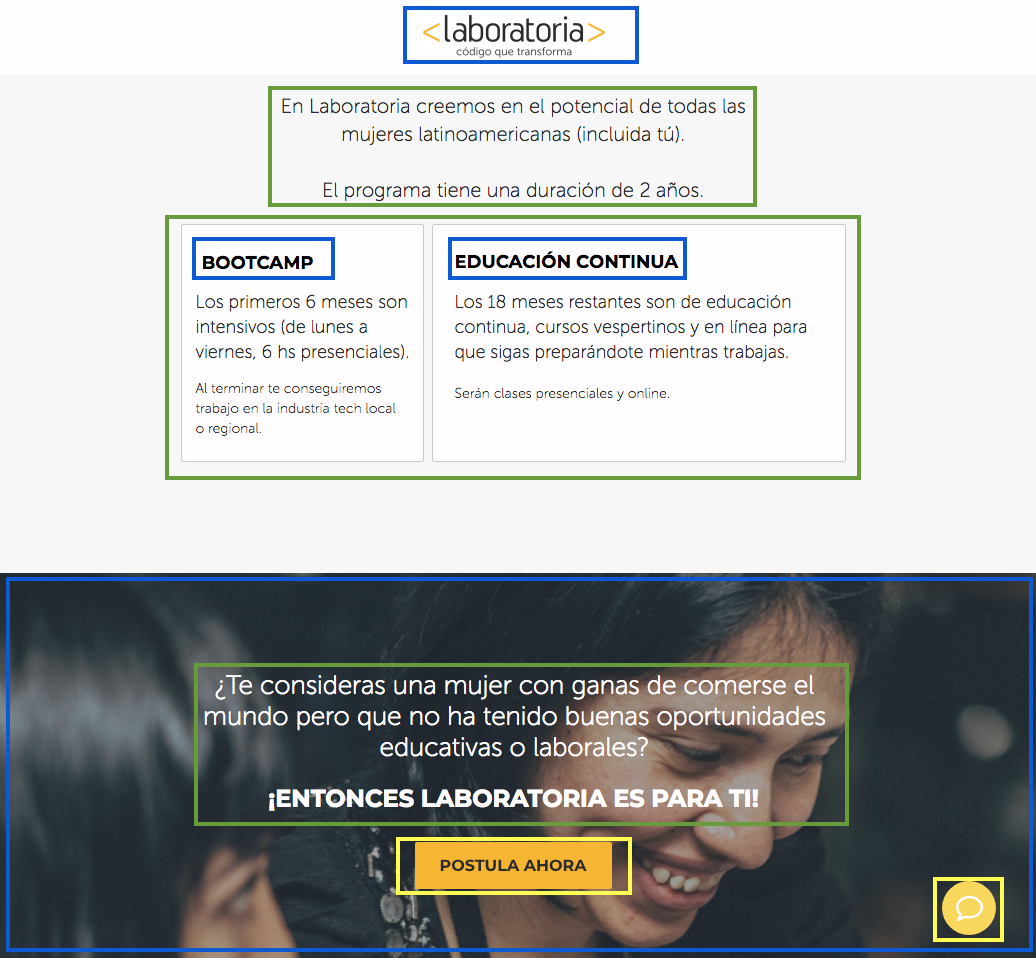 <laboratoria>
código que transforma
En Laboratoria creemos en el potencial de todas las
mujeres latinoamericanas (incluida tú).
El programa tiene una duración de 2 años.
BOOTCAMP
Los primeros 6 meses son
intensivos (de lunes a
viernes, 6 hs presenciales).
Al terminar te conseguiremos
trabajo en la industria tech local
o regional.
EDUCACIÓN CONTINUA
Los 18 meses restantes son de educación
continua, cursos vespertinos y en línea para
que sigas preparándote mientras trabajas.
Serán clases presenciales y online.
¿Te consideras una mujer con ganas de comerse el
mundo pero que no ha tenido buenas oportunidades
educativas o laborales?
¡ENTONCES LABORATORIA ES PARA TI!
POSTULA AHORA